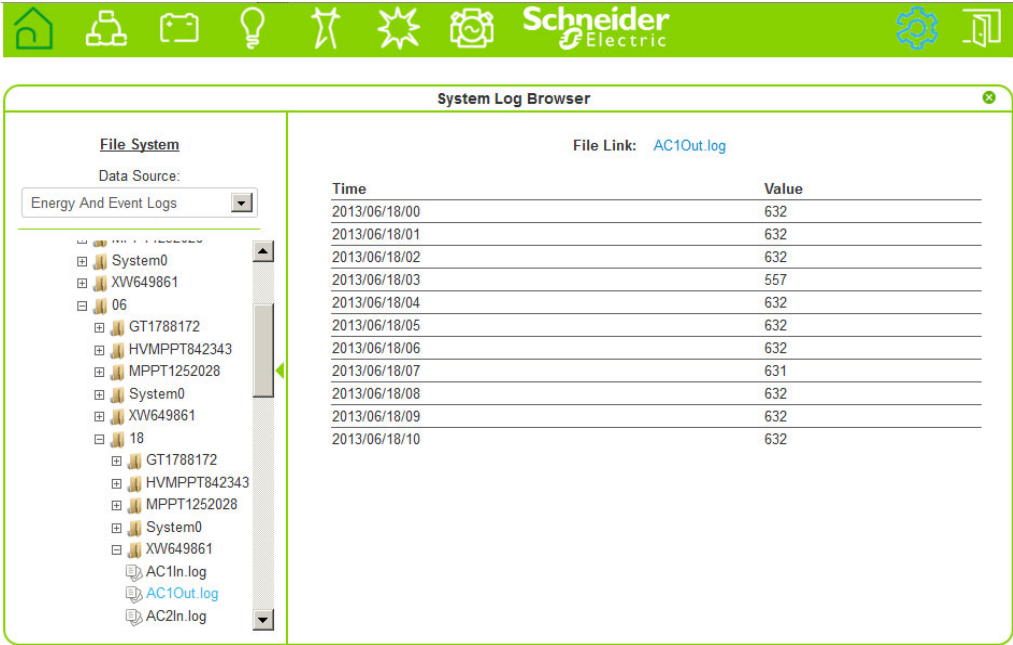 Schneider
Electric
System Log Browser
File System
Data Source:
Energy And Event Logs
System0
XW649861
06
GT1788172
HVMPPT842343
MPPT1252028
System0
XW649861
18
GT1788172
HVMPPT842343
MPPT1252028
System0
XW649861
AC1In.log
AC1Out.log
AC2In.log
File Link: AC1Out.log
Time Value
2013/06/18/00 632
2013/06/18/01 632
2013/06/18/02 632
2013/06/18/03 557
2013/06/18/04 632
2013/06/18/05 632
2013/06/18/06 632
2013/06/18/07 631
2013/06/18/08 632
2013/06/18/09 632
2013/06/18/10 632